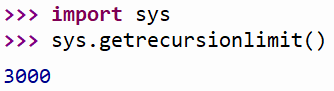 >>> import sys
>>> sys.getrecursionlimit()
3000